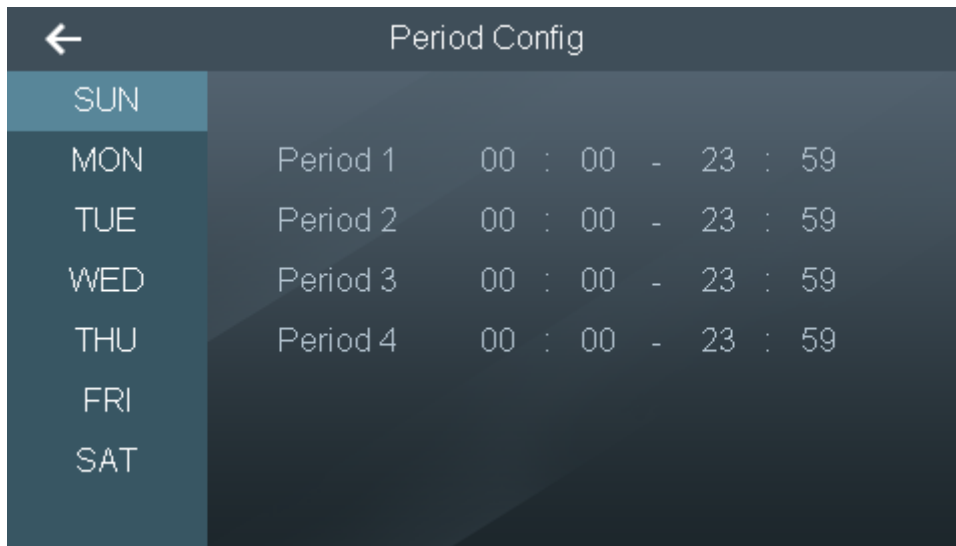 Period Config
SUN
MON
Period 1 00 : 00 - 23 : 59
TUE
Period 2 00 : 00 - 23 : 59
WED
Period 3 00 : 00 - 23 : 59
THU
Period 4 00 : 00 - 23 : 59
FRI
SAT